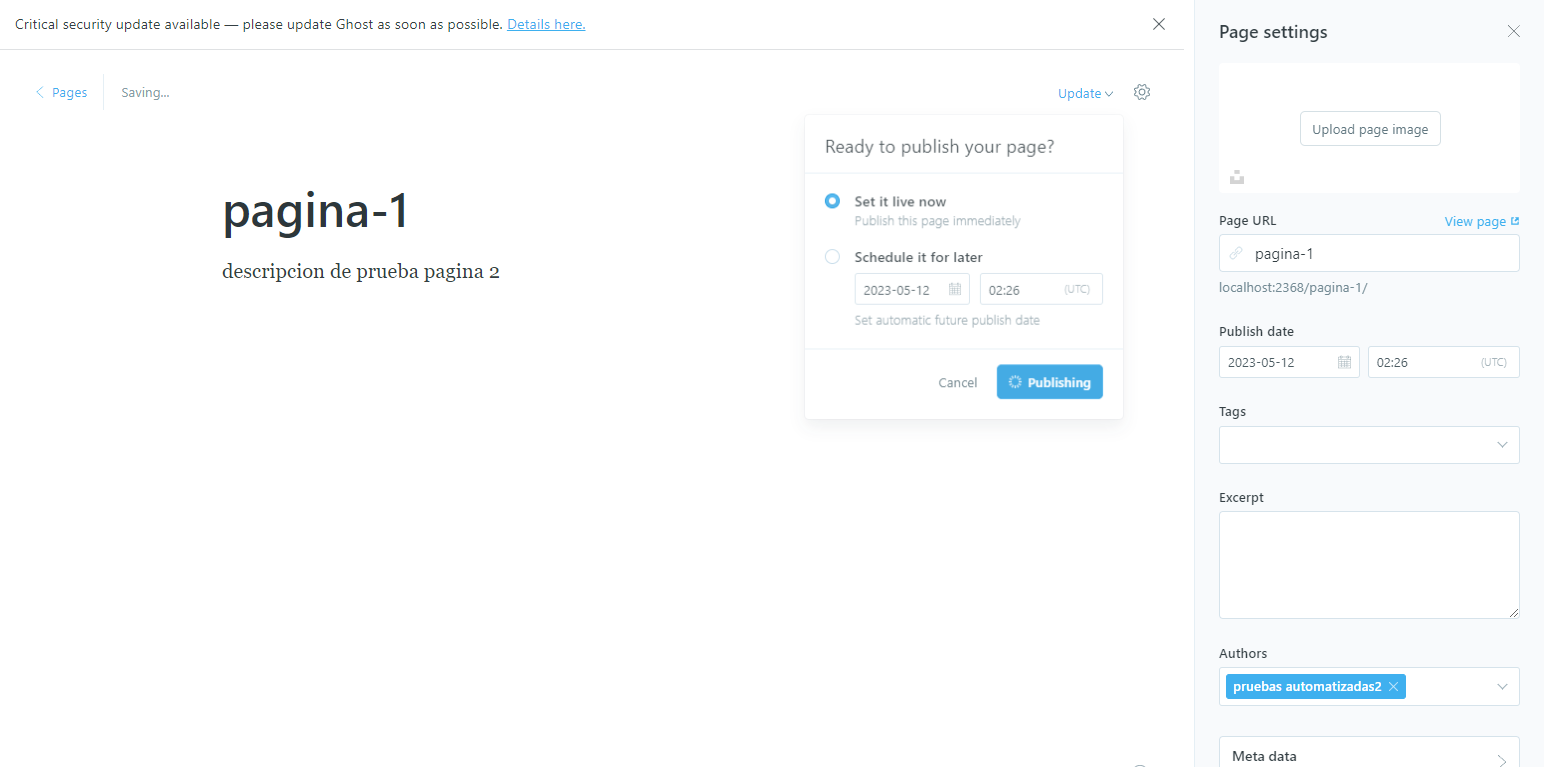 Critical security update available — please update Ghost as soon as possible. Details here.
Pages
Saving...
Update
pagina-1
descripcion de prueba pagina 2
Ready to publish your page?
Set it live now
Publish this page immediately
Schedule it for later
2023-05-12
02:26 (UTC)
Set automatic future publish date
Cancel
Publishing
Page settings
Upload page image
Page URL
View page
pagina-1
localhost:2368/pagina-1/
Publish date
2023-05-12
02:26 (UTC)
Tags
Excerpt
Authors
pruebas automatizadas2
Meta data